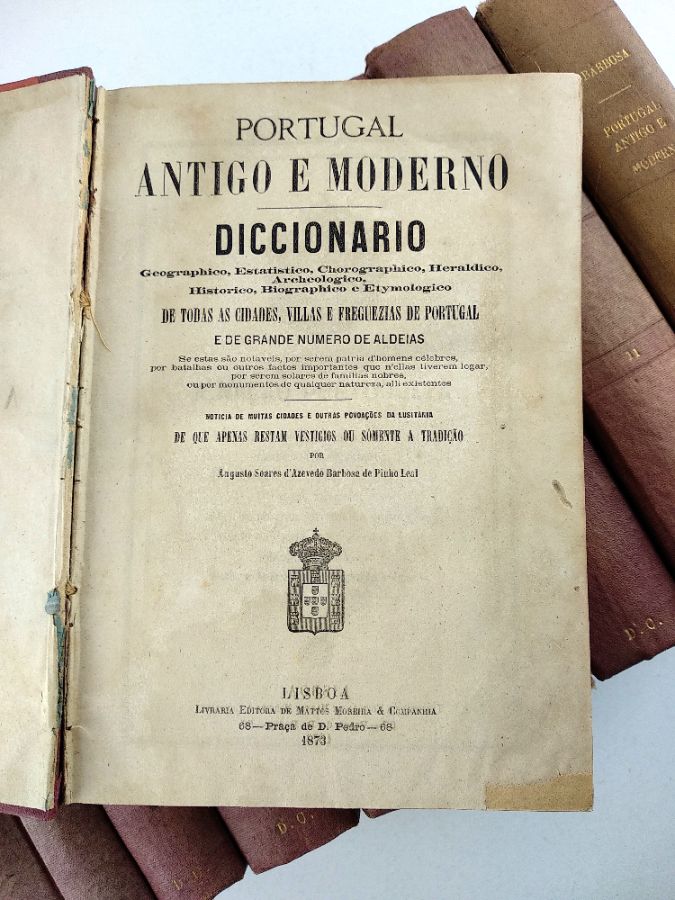 PORTUGAL
ANTIGO E MODERNO
DICCIONARIO
Geographico, Estatistico, Chorographico, Heraldico,
Archeologico,
Historico, Biographico e Etymologico
DE TODAS AS CIDADES, VILLAS E FREGUEZIAS DE PORTUGAL
E DE GRANDE NUMERO DE ALDEIAS
Se estas são notaveis, por serem patria d'homens célebres,
por batalhas ou outros factos importantes que n'ellas tiveram logar,
por serem solares de familias nobres,
ou por monumentos de qualquer natureza, alli existentes
NOTICIA DE MUITAS CIDADES E OUTRAS POVOAÇÕES DA LUSITÂNIA
DE QUE APENAS RESTAM VESTIGIOS OU SÓMENTE A TRADIÇÃO
POR
Augusto Soares d'Azevedo Barbosa de Pinho Leal
LISBOA
LIVRARIA EDITORA DE MATTOS MOREIRA & COMPANHIA
68—Praça de D. Pedro—68
1873
BARBOSA
PORTUGAL
ANTIGO E
MODERN
11
D. C.
D. C.
D. C.